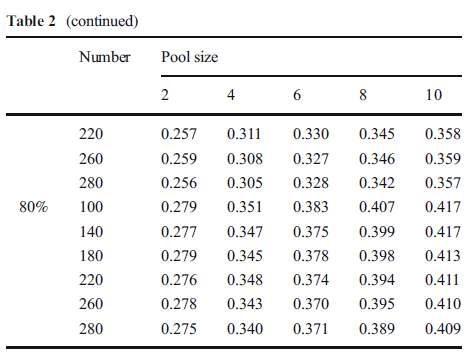 Table 2 (continued)
Number Pool size
2 4 6 8 10
220 0.257 0.311 0.330 0.345 0.358
260 0.259 0.308 0.327 0.346 0.359
280 0.256 0.305 0.328 0.342 0.357
80% 100 0.279 0.351 0.383 0.407 0.417
140 0.277 0.347 0.375 0.399 0.417
180 0.279 0.345 0.378 0.398 0.413
220 0.276 0.348 0.374 0.394 0.411
260 0.278 0.343 0.370 0.395 0.410
280 0.275 0.340 0.371 0.389 0.409